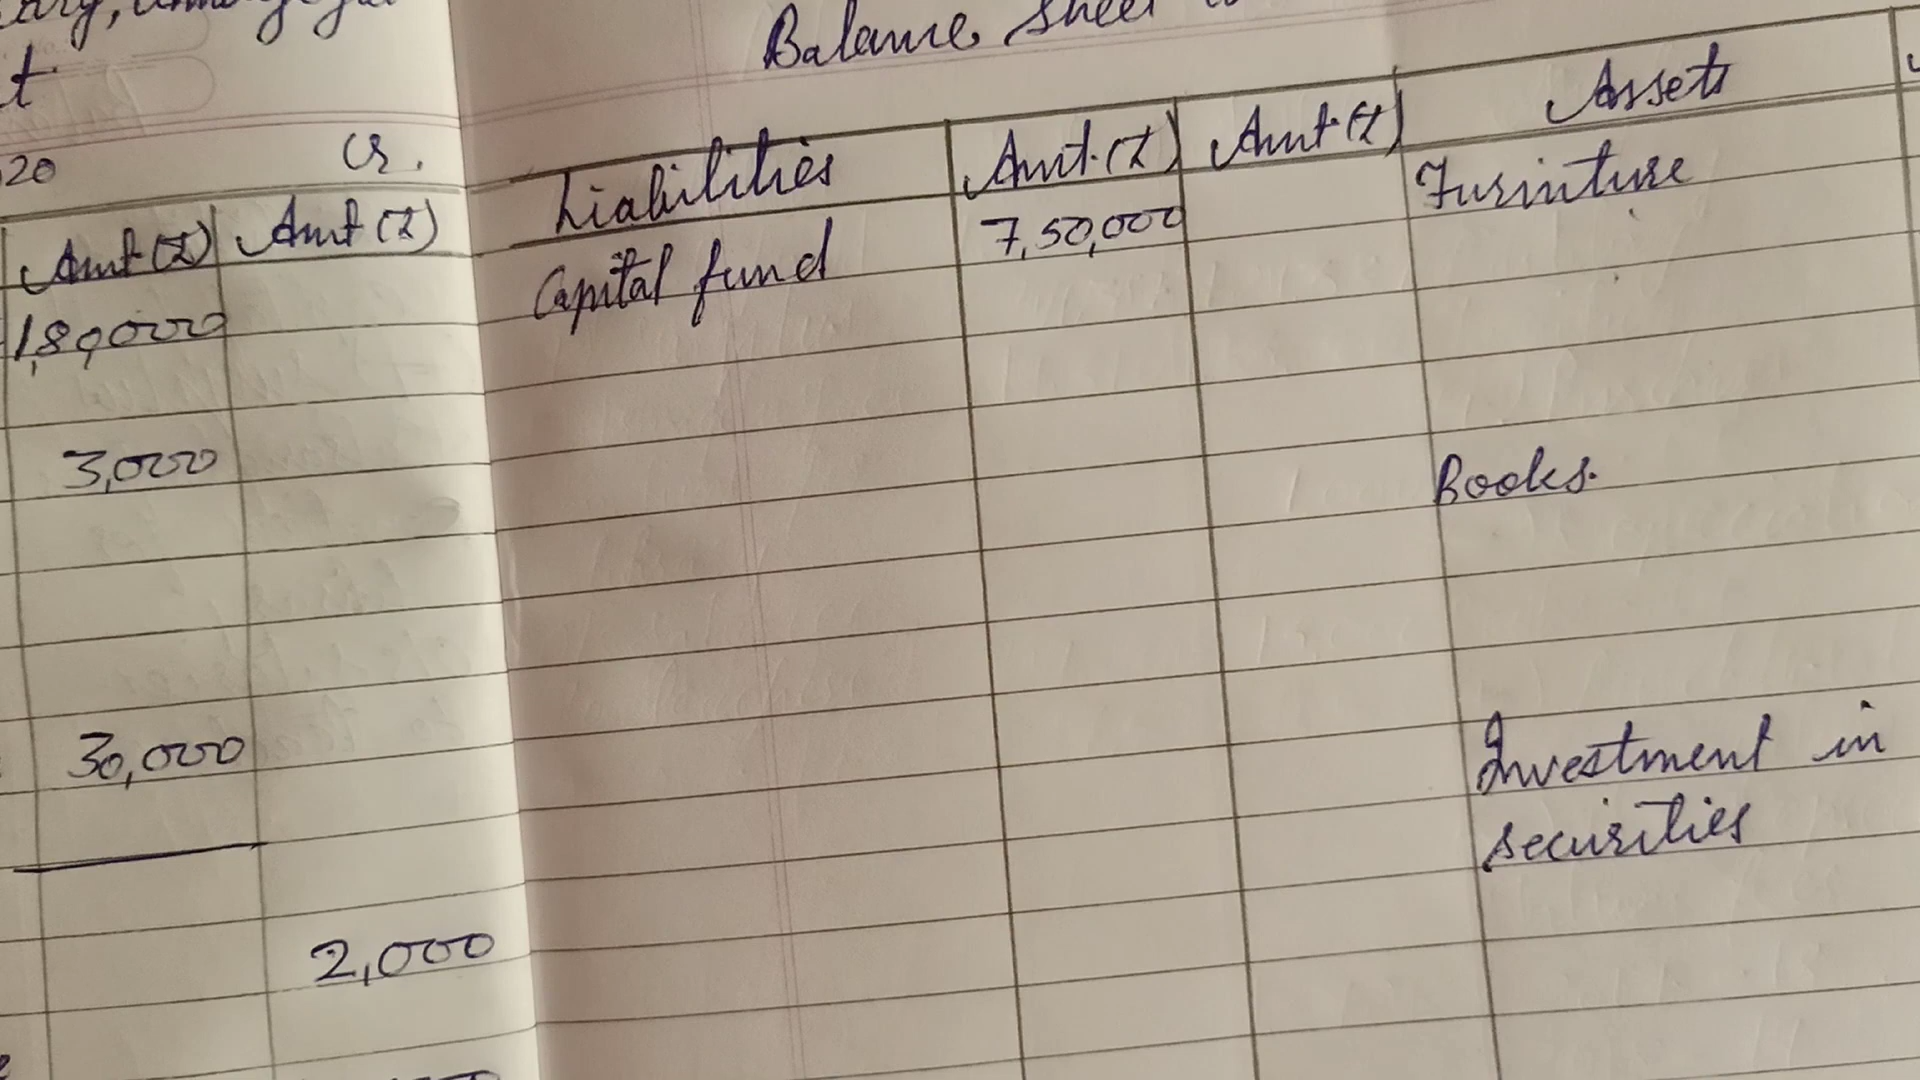 t
20 Cr.
Amt (₹) Amt (₹)
1,80,000
3,000
30,000
2,000
Balance Sheet
Liabilities Amt. (₹) Amt. (₹) Assets
Capital fund 7,50,000 Furniture
Books.
Investment in
securities